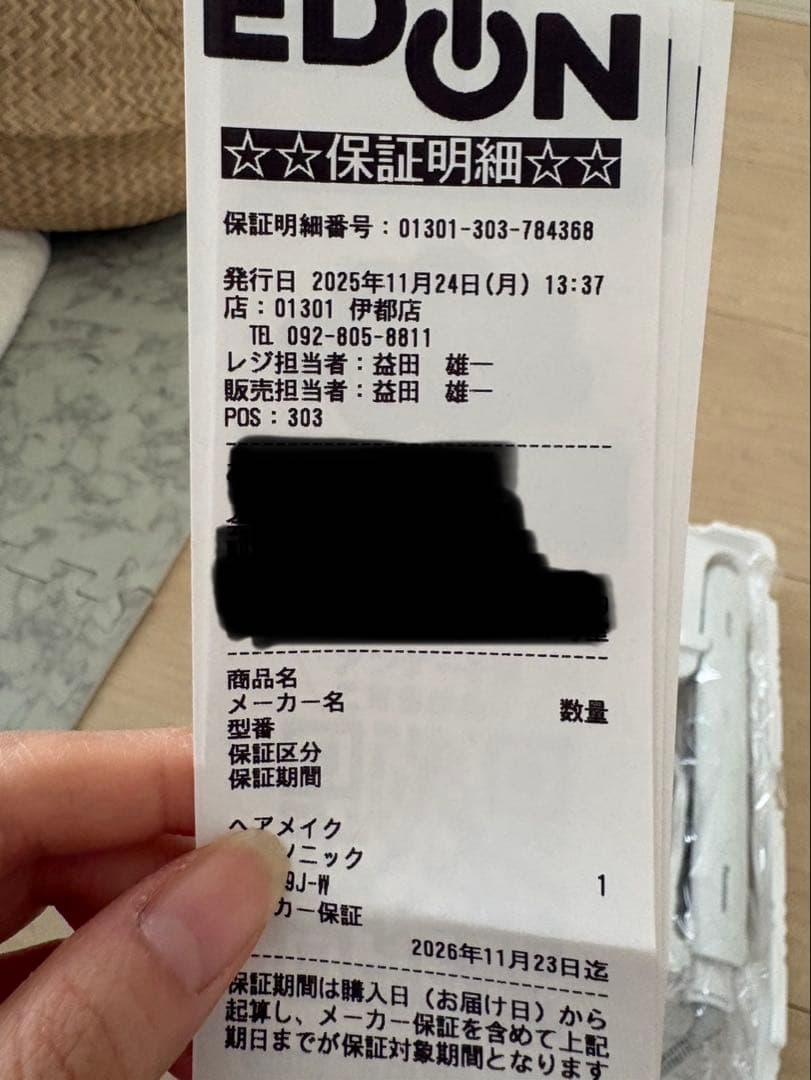 EDION
☆☆保証明細☆☆
保証明細番号：01301-303-784368
発行日 2025年11月24日(月) 13:37
店：01301 伊都店
TEL 092-805-8811
レジ担当者：益田 雄一
販売担当者：益田 雄一
POS：303
商品名
メーカー名 数量
型番
保証区分
保証期間
ヘアメイク
ソニック
9J-W 1
カー保証
2026年11月23日迄
保証期間は購入日（お届け日）から
起算し、メーカー保証を含めて上記
期日までが保証対象期間となります